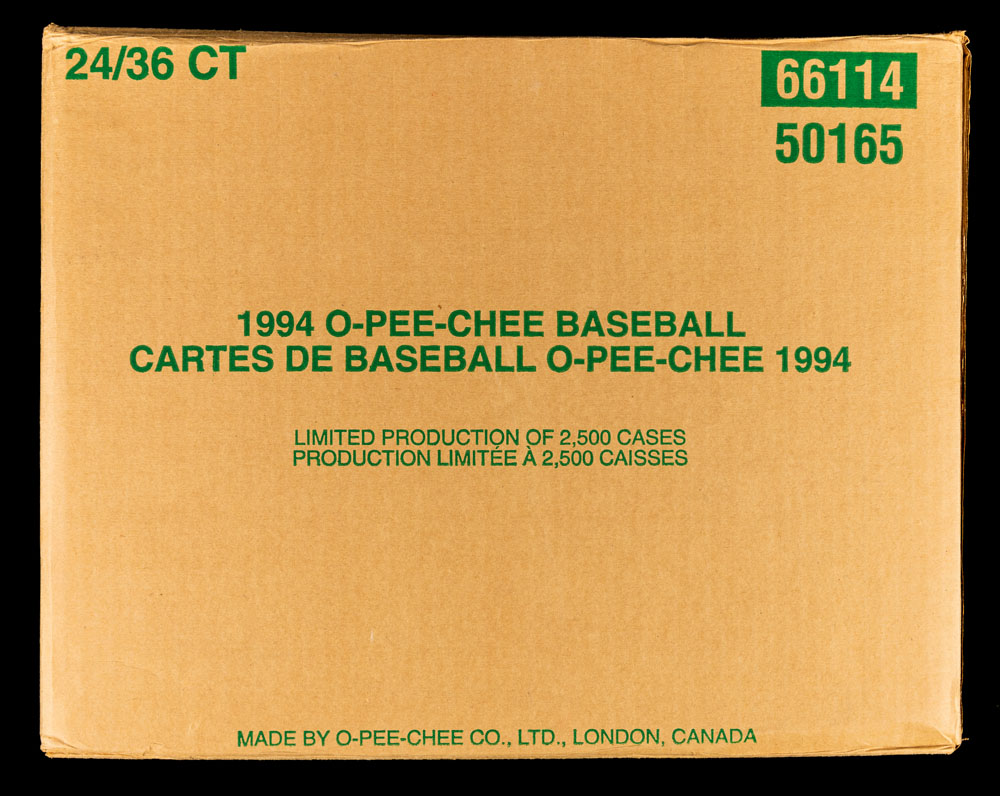 24/36 CT
66114
50165
1994 O-PEE-CHEE BASEBALL
CARTES DE BASEBALL O-PEE-CHEE 1994
LIMITED PRODUCTION OF 2,500 CASES
PRODUCTION LIMITÉE À 2,500 CAISSES
MADE BY O-PEE-CHEE CO., LTD., LONDON, CANADA